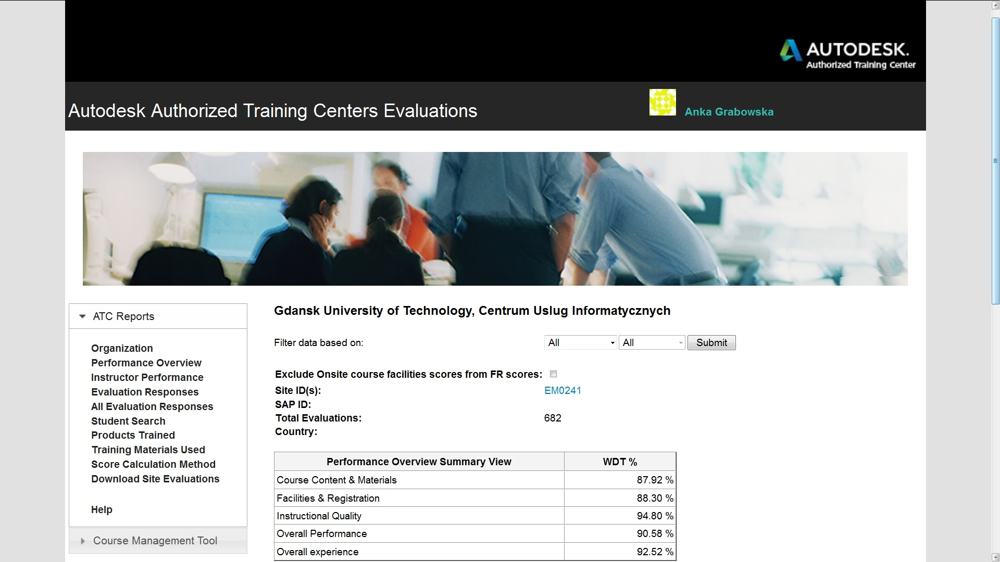 AUTODESK.
Authorized Training Center
Autodesk Authorized Training Centers Evaluations
Anka Grabowska
ATC Reports
Organization
Performance Overview
Instructor Performance
Evaluation Responses
All Evaluation Responses
Student Search
Products Trained
Training Materials Used
Score Calculation Method
Download Site Evaluations
Help
Course Management Tool
Gdansk University of Technology, Centrum Uslug Informatycznych
Filter data based on: All All Submit
Exclude Onsite course facilities scores from FR scores:
Site ID(s): EM0241
SAP ID:
Total Evaluations: 682
Country:
Performance Overview Summary View WDT %
Course Content & Materials 87.92 %
Facilities & Registration 88.30 %
Instructional Quality 94.80 %
Overall Performance 90.58 %
Overall experience 92.52 %